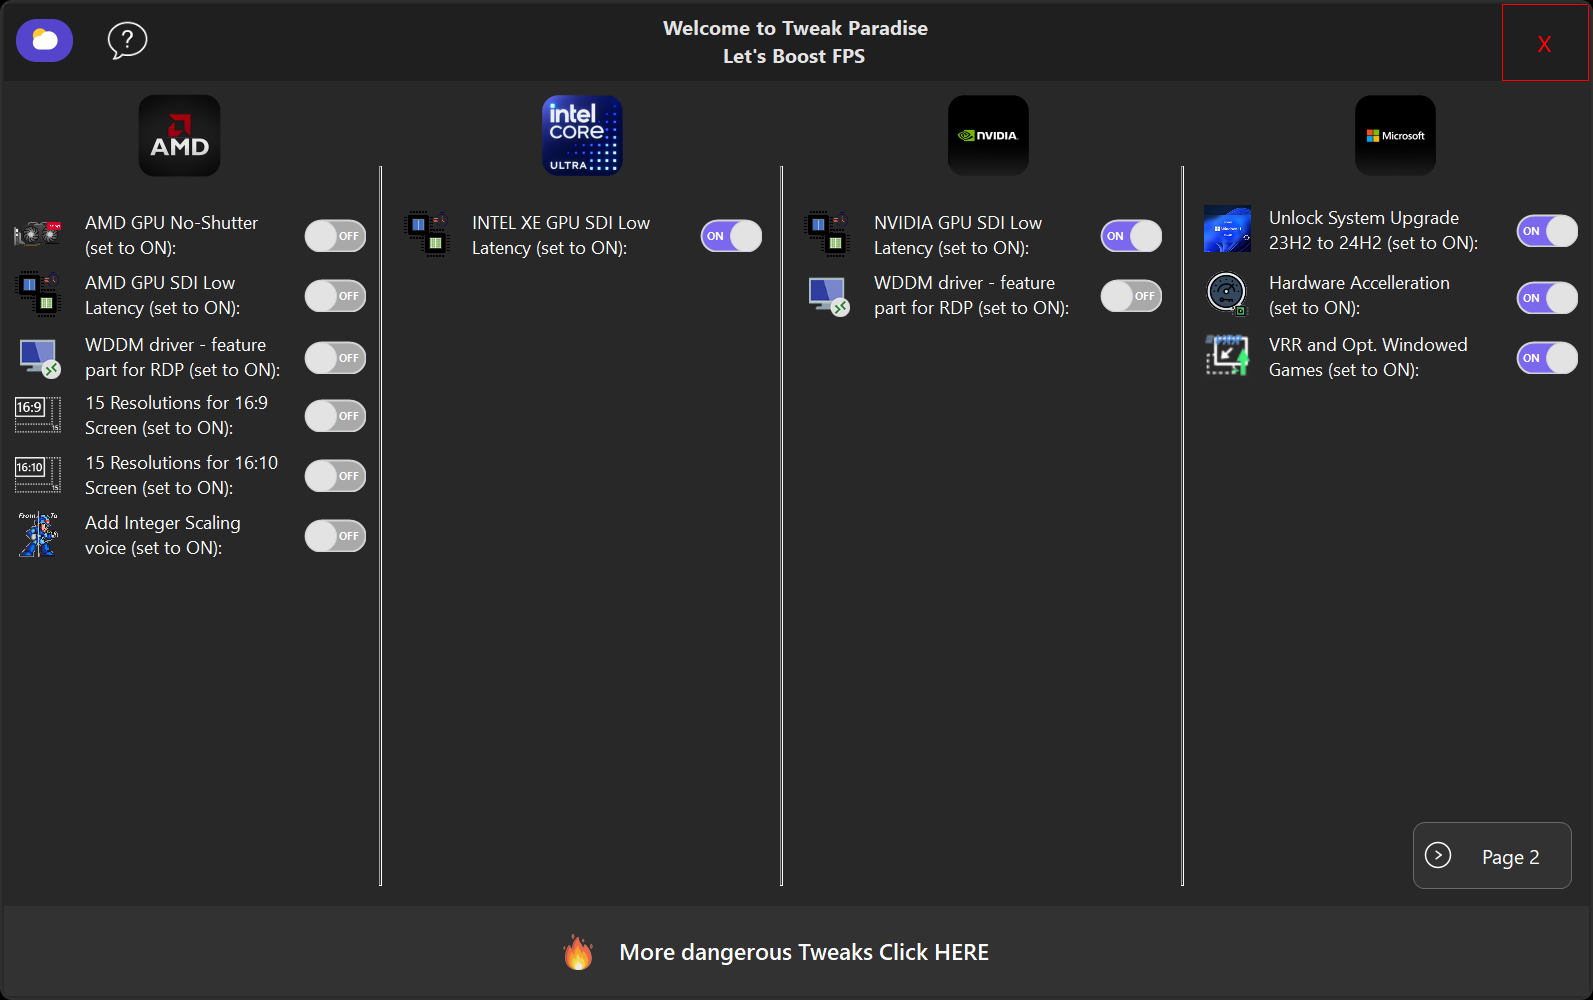 ?
Welcome to Tweak Paradise
Let's Boost FPS
X
AMD
AMD GPU No-Shutter
(set to ON):
OFF
AMD GPU SDI Low
Latency (set to ON):
OFF
WDDM driver - feature
part for RDP (set to ON):
OFF
16:9
15
15 Resolutions for 16:9
Screen (set to ON):
OFF
16:10
15
15 Resolutions for 16:10
Screen (set to ON):
OFF
From To
Add Integer Scaling
voice (set to ON):
OFF
intel
CORE
ULTRA
INTEL XE GPU SDI Low
Latency (set to ON):
ON
NVIDIA
NVIDIA GPU SDI Low
Latency (set to ON):
ON
WDDM driver - feature
part for RDP (set to ON):
OFF
Microsoft
Unlock System Upgrade
23H2 to 24H2 (set to ON):
ON
Hardware Accelleration
(set to ON):
ON
VRR and Opt. Windowed
Games (set to ON):
ON
Page 2
More dangerous Tweaks Click HERE